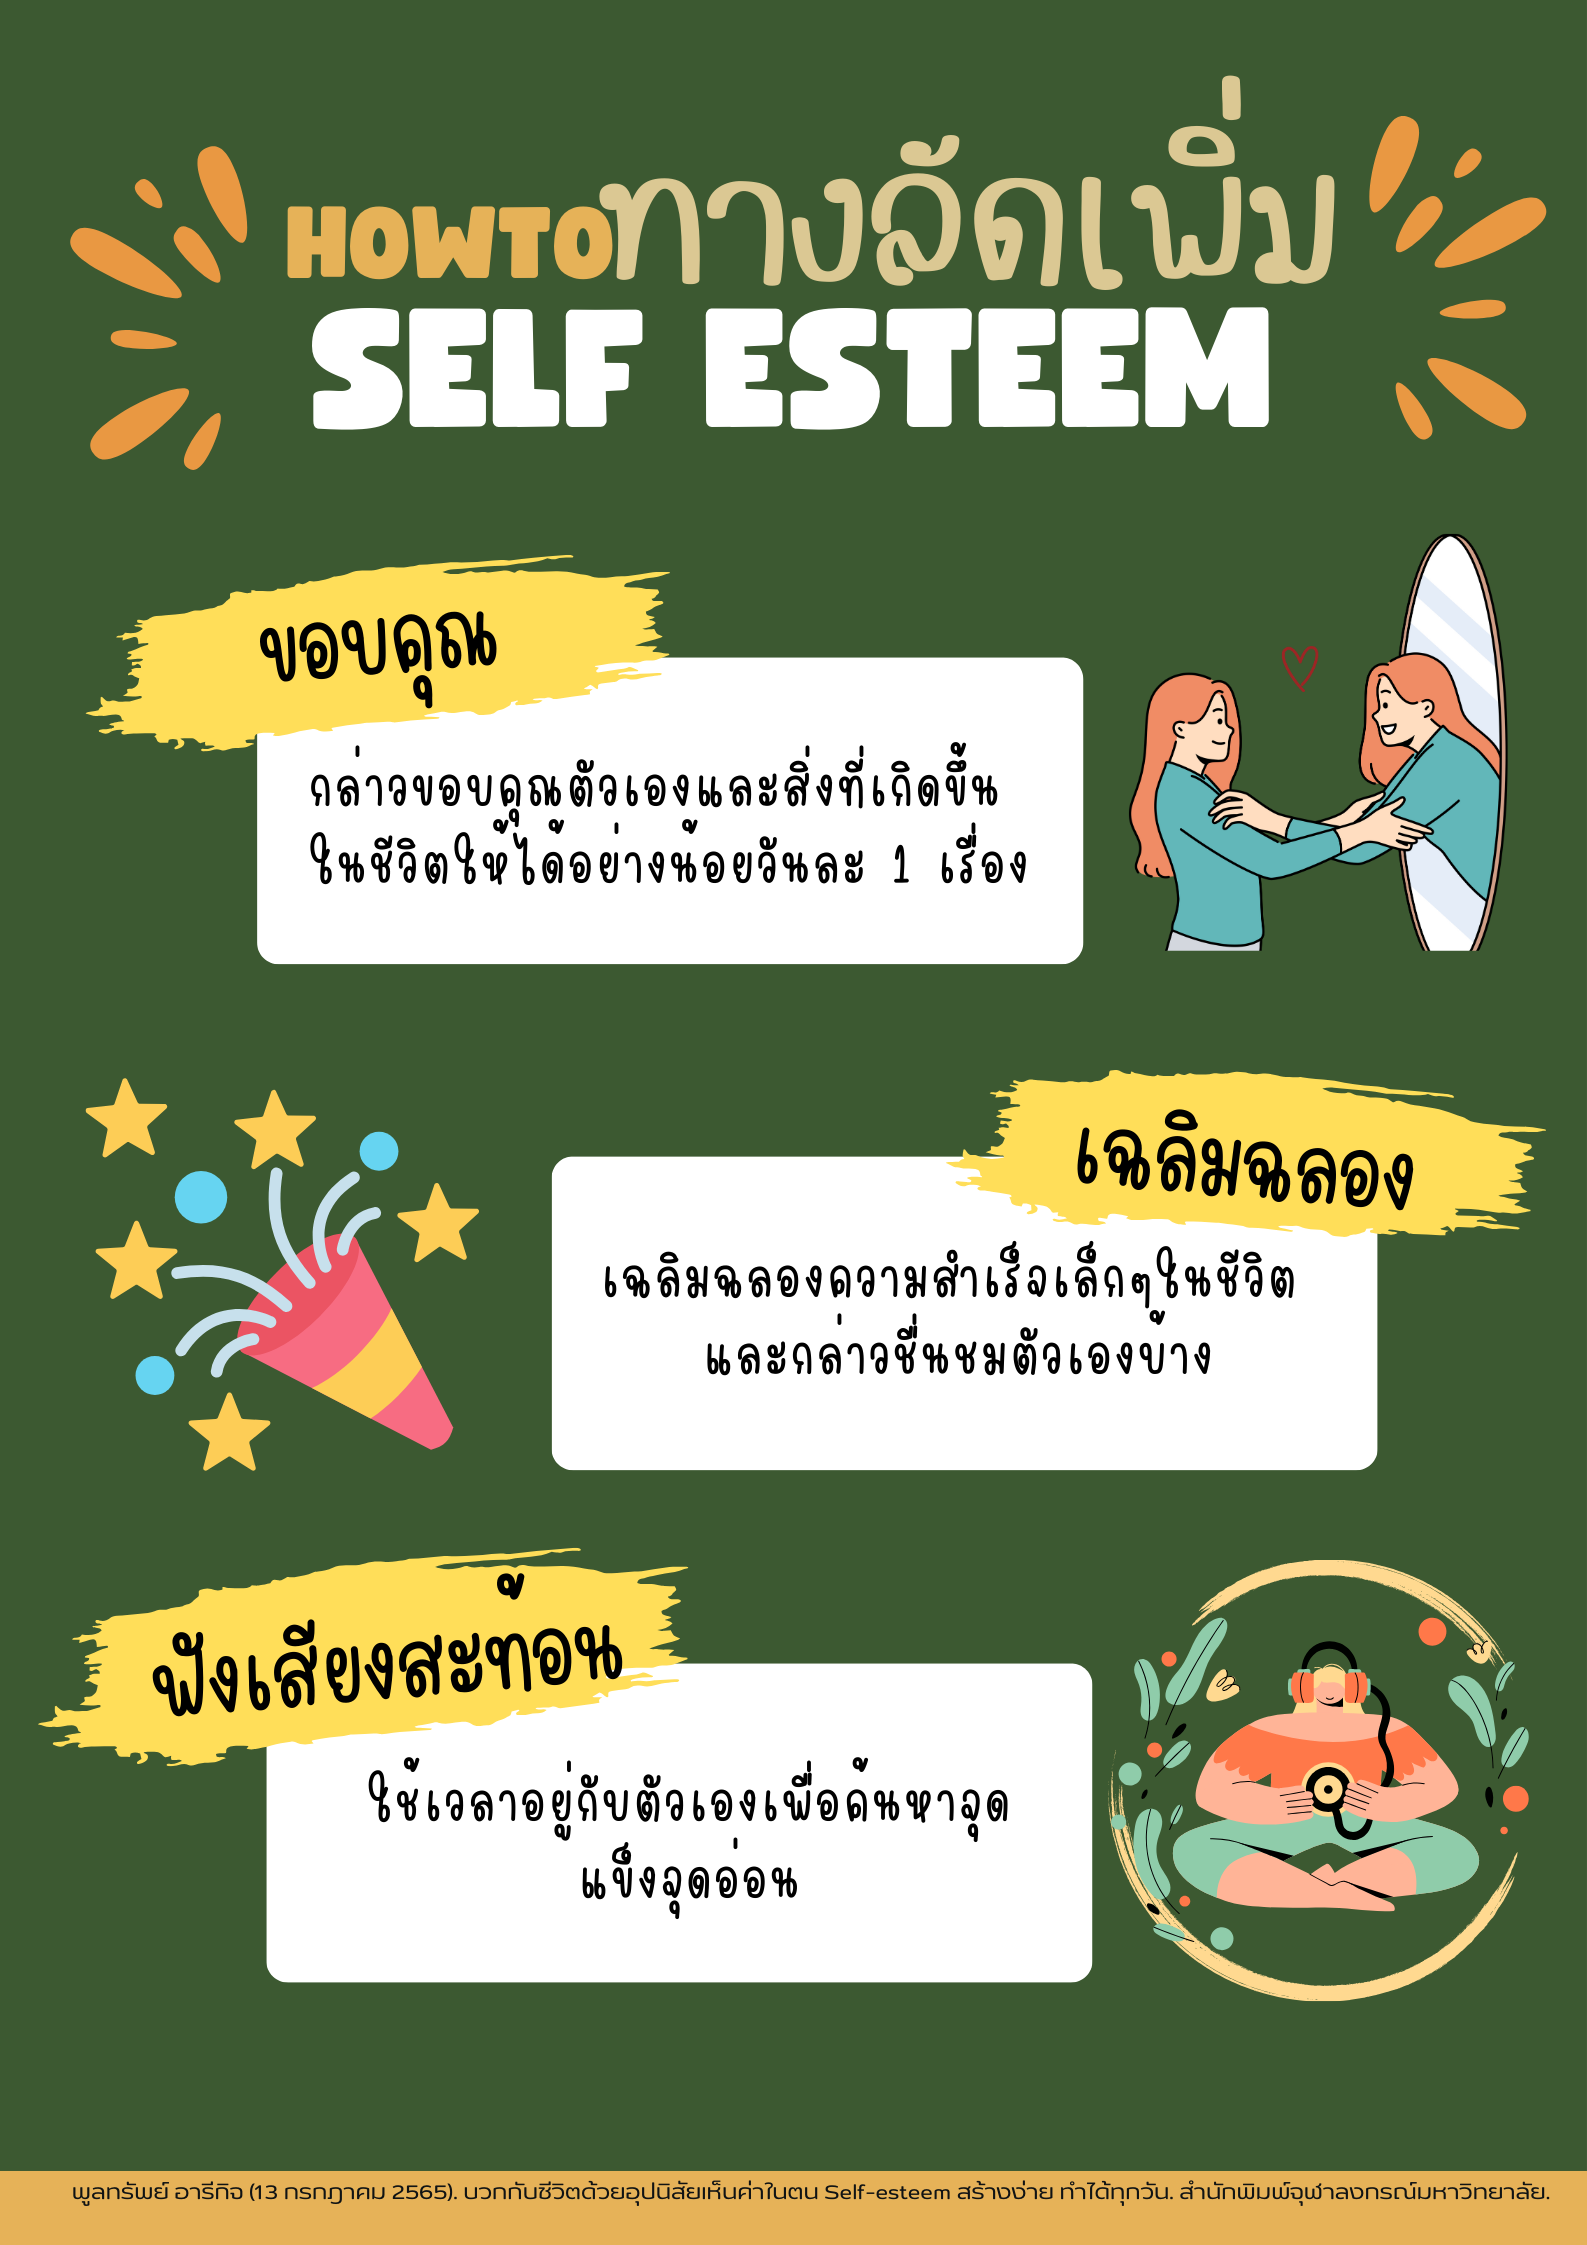 HOWTOทางลัดเพิ่ม
SELF ESTEEM
ขอบคุณ
กล่าวขอบคุณตัวเองและสิ่งที่เกิดขึ้น
ในชีวิตให้ได้อย่างน้อยวันละ 1 เรื่อง
เฉลิมฉลอง
เฉลิมฉลองความสำเร็จเล็กๆในชีวิต
และกล่าวชื่นชมตัวเองบ้าง
ฟังเสียงสะท้อน
ใช้เวลาอยู่กับตัวเองเพื่อค้นหาจุด
แข็งจุดอ่อน
พูลทรัพย์ อารีกิจ (13 กรกฎาคม 2565). บวกกับชีวิตด้วยอุปนิสัยเห็นค่าในตน Self-esteem สร้างง่าย ทำได้ทุกวัน. สำนักพิมพ์จุฬาลงกรณ์มหาวิทยาลัย.